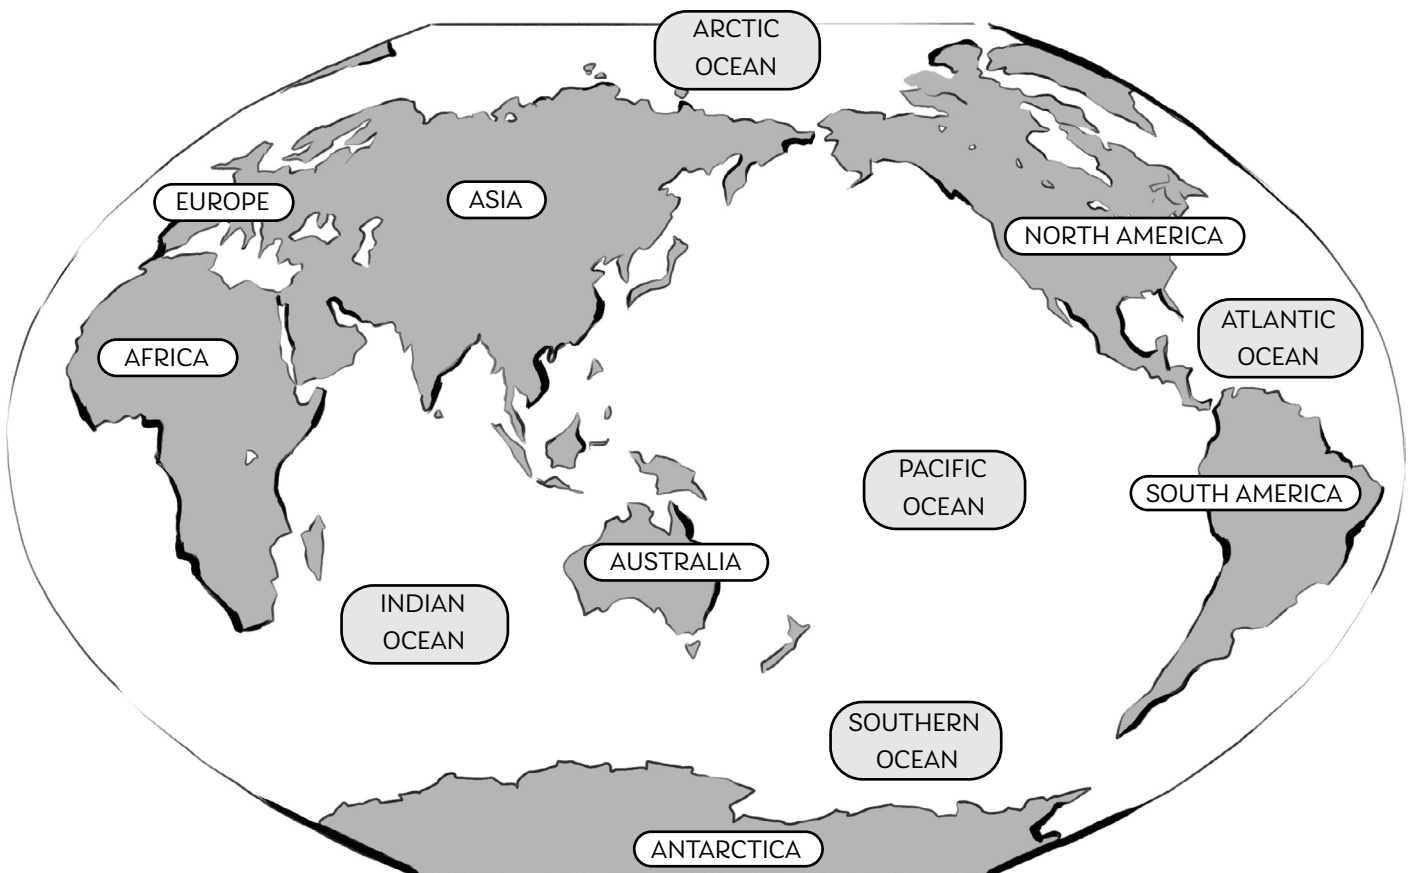 ARCTIC
OCEAN
EUROPE
ASIA
NORTH AMERICA
ATLANTIC
OCEAN
AFRICA
PACIFIC
OCEAN
SOUTH AMERICA
AUSTRALIA
INDIAN
OCEAN
SOUTHERN
OCEAN
ANTARCTICA